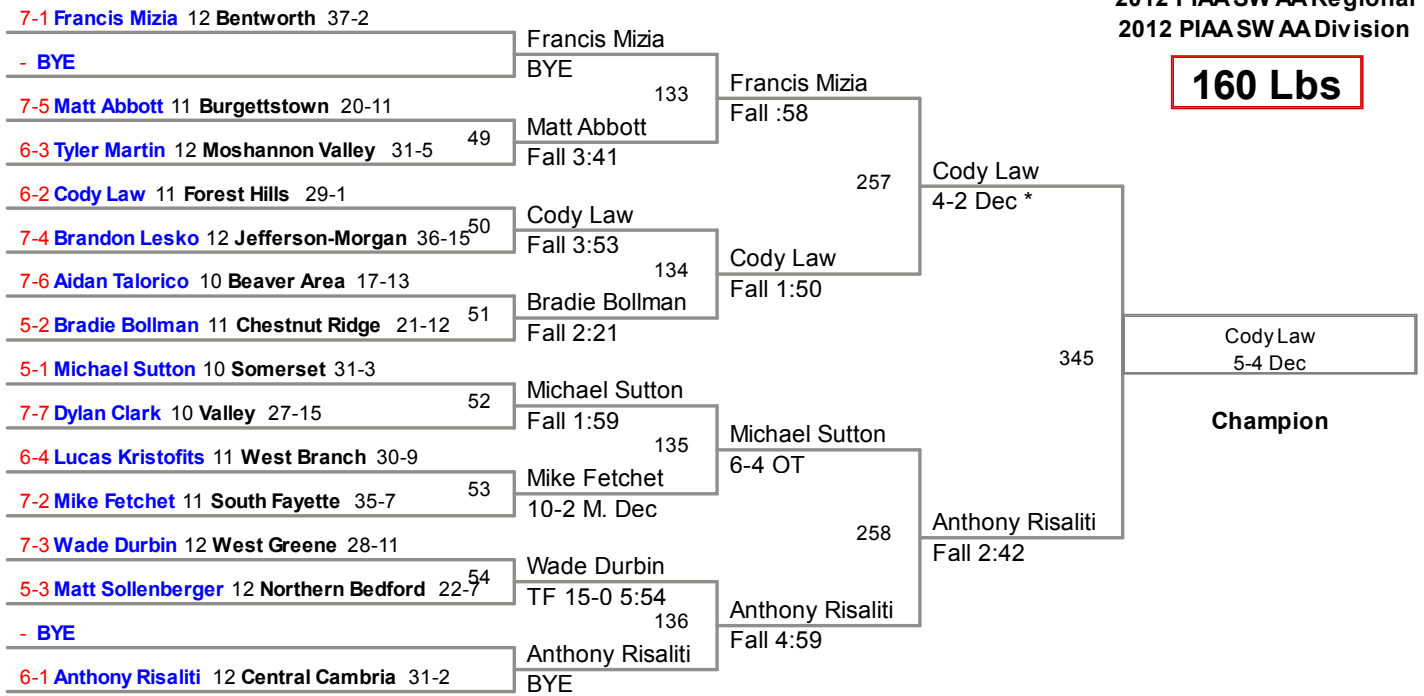 2012 PIAA SW AA Regional
2012 PIAA SW AA Division
160 Lbs
7-1 Francis Mizia 12 Bentworth 37-2
- BYE
7-5 Matt Abbott 11 Burgettstown 20-11
6-3 Tyler Martin 12 Moshannon Valley 31-5
6-2 Cody Law 11 Forest Hills 29-1
7-4 Brandon Lesko 12 Jefferson-Morgan 36-15
7-6 Aidan Talorico 10 Beaver Area 17-13
5-2 Bradie Bollman 11 Chestnut Ridge 21-12
5-1 Michael Sutton 10 Somerset 31-3
7-7 Dylan Clark 10 Valley 27-15
6-4 Lucas Kristofits 11 West Branch 30-9
7-2 Mike Fetchet 11 South Fayette 35-7
7-3 Wade Durbin 12 West Greene 28-11
5-3 Matt Sollenberger 12 Northern Bedford 22-7
- BYE
6-1 Anthony Risaliti 12 Central Cambria 31-2
49
50
51
52
53
54
Francis Mizia
BYE
Matt Abbott
Fall 3:41
Cody Law
Fall 3:53
Bradie Bollman
Fall 2:21
Michael Sutton
Fall 1:59
Mike Fetchet
10-2 M. Dec
Wade Durbin
TF 15-0 5:54
Anthony Risaliti
BYE
133
134
135
136
Francis Mizia
Fall :58
Cody Law
Fall 1:50
Michael Sutton
6-4 OT
Anthony Risaliti
Fall 4:59
257
258
Cody Law
4-2 Dec *
Anthony Risaliti
Fall 2:42
345
Cody Law
5-4 Dec
Champion